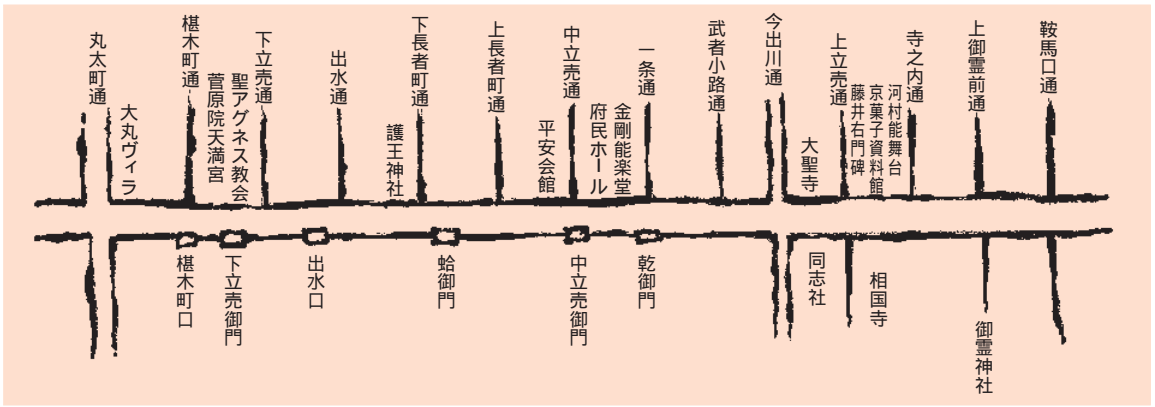 丸太町通
大丸ヴィラ
椹木町通
菅原院天満宮
聖アグネス教会
下立売通
出水通
護王神社
下長者町通
上長者町通
平安会館
中立売通
府民ホール
金剛能楽堂
一条通
武者小路通
今出川通
大聖寺
上立売通
藤井右門碑
京菓子資料館
河村能舞台
寺之内通
上御霊前通
鞍馬口通
椹木町口
下立売御門
出水口
蛤御門
中立売御門
乾御門
同志社
相国寺
御霊神社